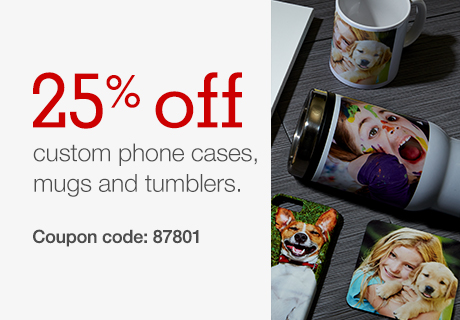 25% off
custom phone cases,
mugs and tumblers.
Coupon code: 87801